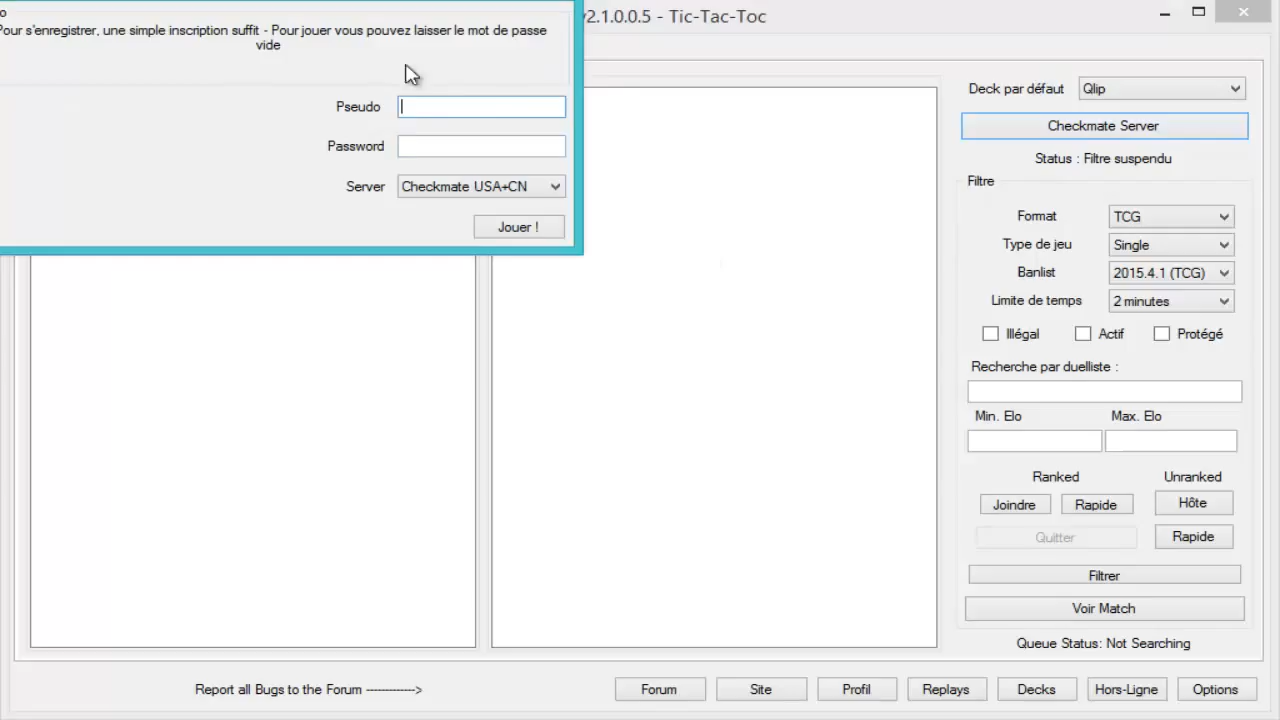 o
v2.1.0.0.5 - Tic-Tac-Toc
Pour s'enregistrer, une simple inscription suffit - Pour jouer vous pouvez laisser le mot de passe
vide
Pseudo
Password
Server
Checkmate USA+CN
Jouer !
Deck par défaut
Qlip
Checkmate Server
Status : Filtre suspendu
Filtre
Format
TCG
Type de jeu
Single
Banlist
2015.4.1 (TCG)
Limite de temps
2 minutes
Illégal
Actif
Protégé
Recherche par duelliste :
Min. Elo
Max. Elo
Ranked
Unranked
Joindre
Rapide
Hôte
Quitter
Rapide
Filtrer
Voir Match
Queue Status: Not Searching
Report all Bugs to the Forum ------------->
Forum
Site
Profil
Replays
Decks
Hors-Ligne
Options